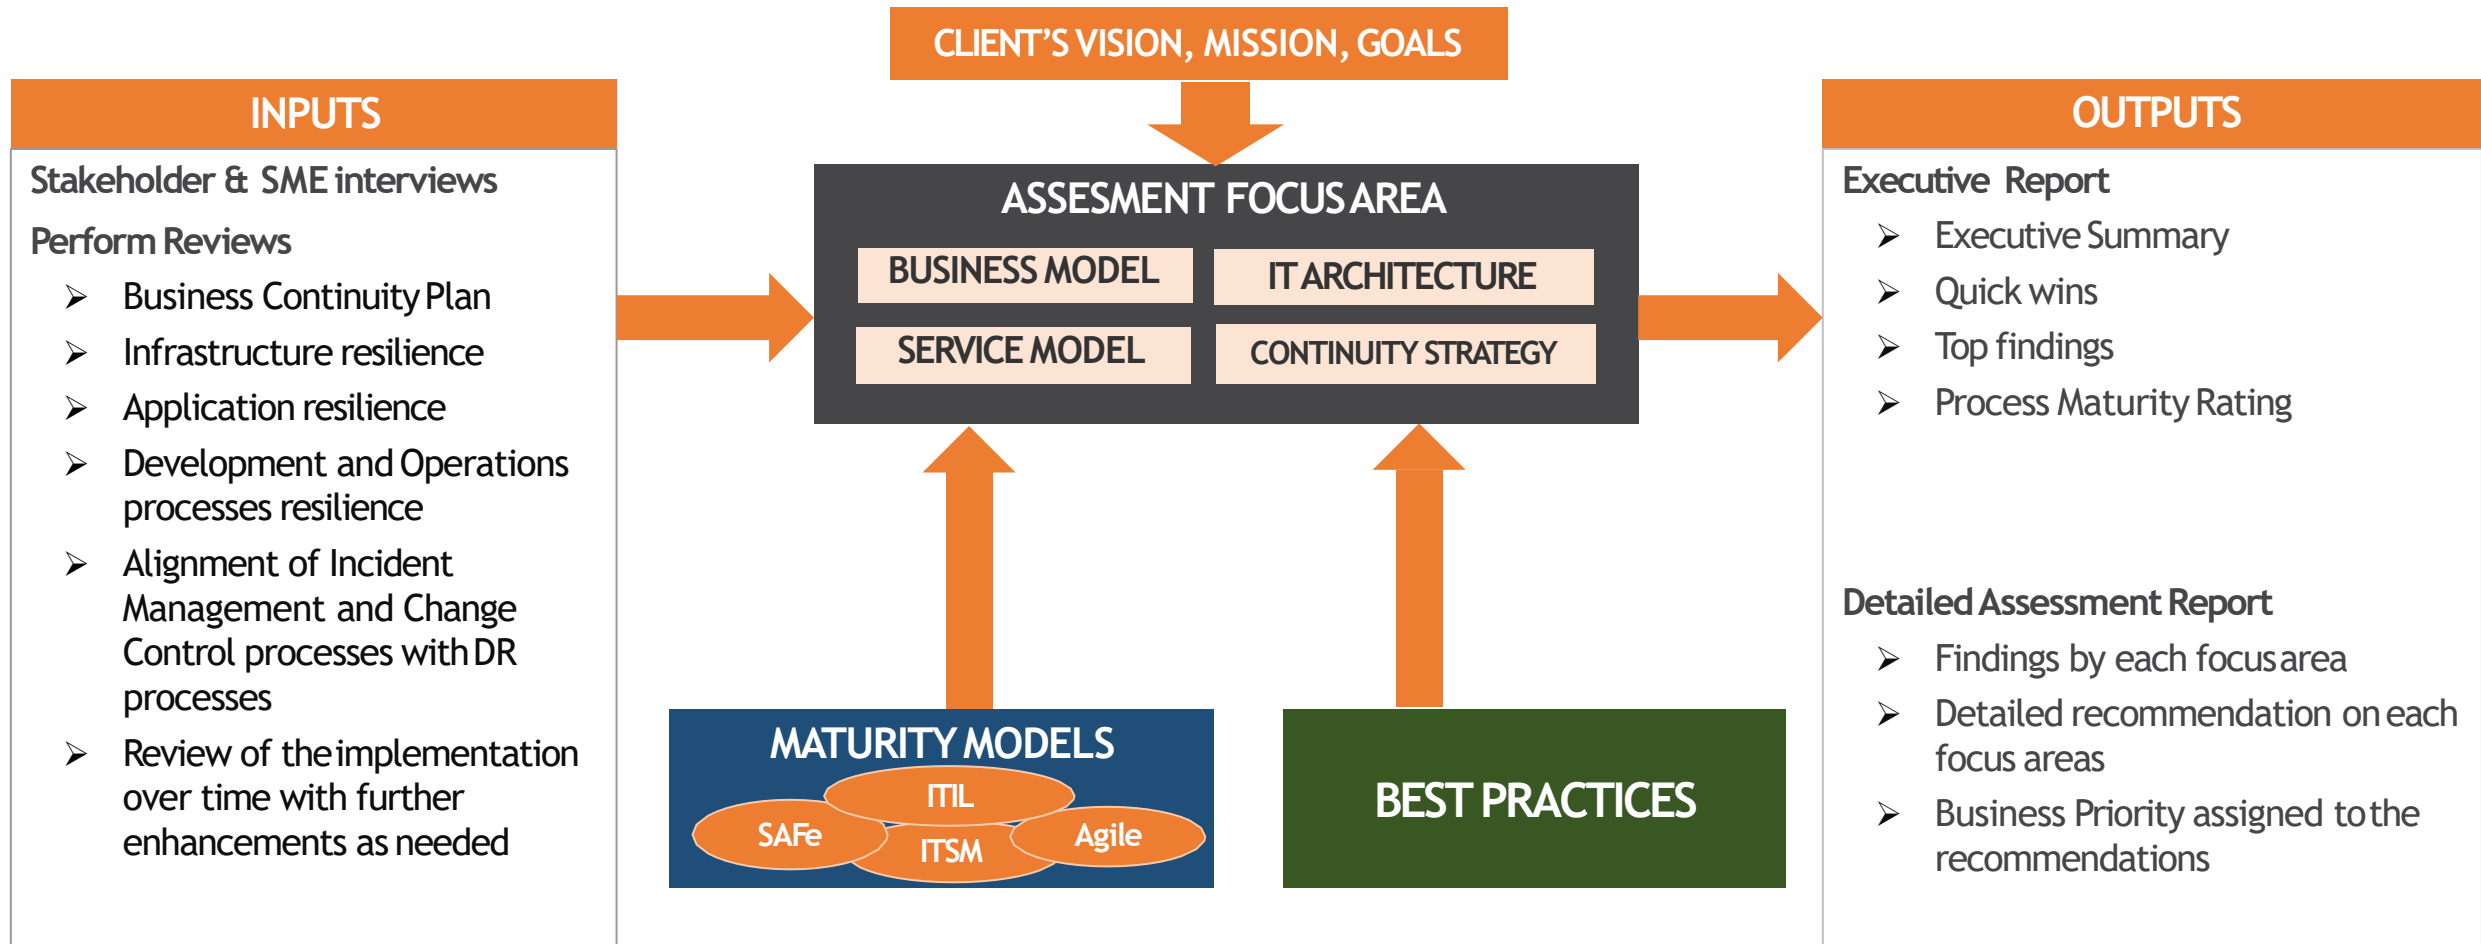 CLIENT'S VISION, MISSION, GOALS
INPUTS
Stakeholder & SME interviews
Perform Reviews
➢ Business Continuity Plan
➢ Infrastructure resilience
➢ Application resilience
➢ Development and Operations
processes resilience
➢ Alignment of Incident
Management and Change
Control processes with DR
processes
➢ Review of the implementation
over time with further
enhancements as needed
ASSESMENT FOCUS AREA
BUSINESS MODEL
IT ARCHITECTURE
SERVICE MODEL
CONTINUITY STRATEGY
MATURITY MODELS
ITIL
SAFe
ITSM
Agile
BEST PRACTICES
OUTPUTS
Executive Report
➢ Executive Summary
➢ Quick wins
➢ Top findings
➢ Process Maturity Rating
Detailed Assessment Report
➢ Findings by each focus area
➢ Detailed recommendation on each
focus areas
➢ Business Priority assigned to the
recommendations